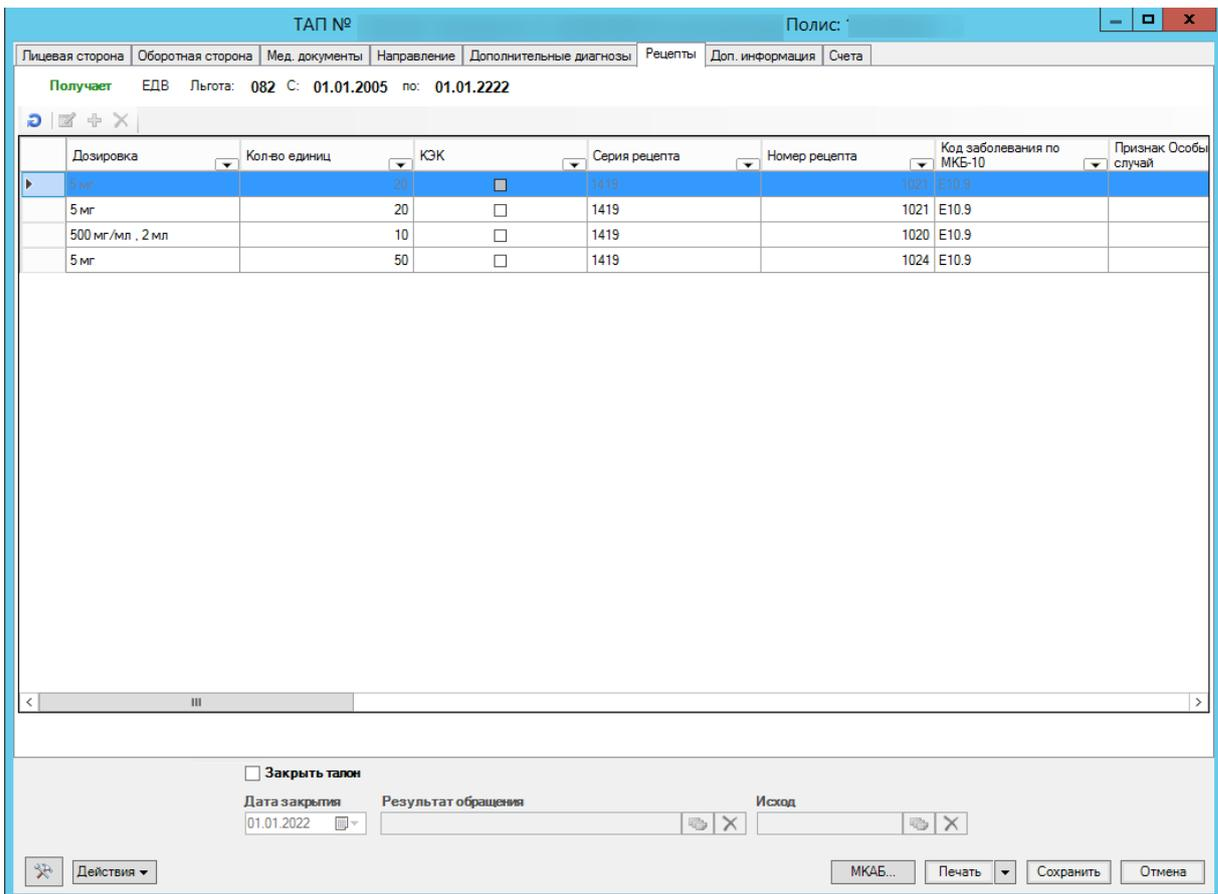 ТАП № Полис:
Лицевая сторона Оборотная сторона Мед. документы Направление Дополнительные диагнозы Рецепты Доп. информация Счета
Получает ЕДВ Льгота: 082 С: 01.01.2005 по: 01.01.2222
Дозировка Кол-во единиц КЭК Серия рецепта Номер рецепта Код заболевания по МКБ-10 Признак Особы случай
5 мг 20 1419 1021 E10.9
5 мг 20 1419 1021 E10.9
500 мг/мл , 2 мл 10 1419 1020 E10.9
5 мг 50 1419 1024 E10.9
Закрыть талон
Дата закрытия Результат обращения Исход
01.01.2022
Действия МКАБ... Печать Сохранить Отмена